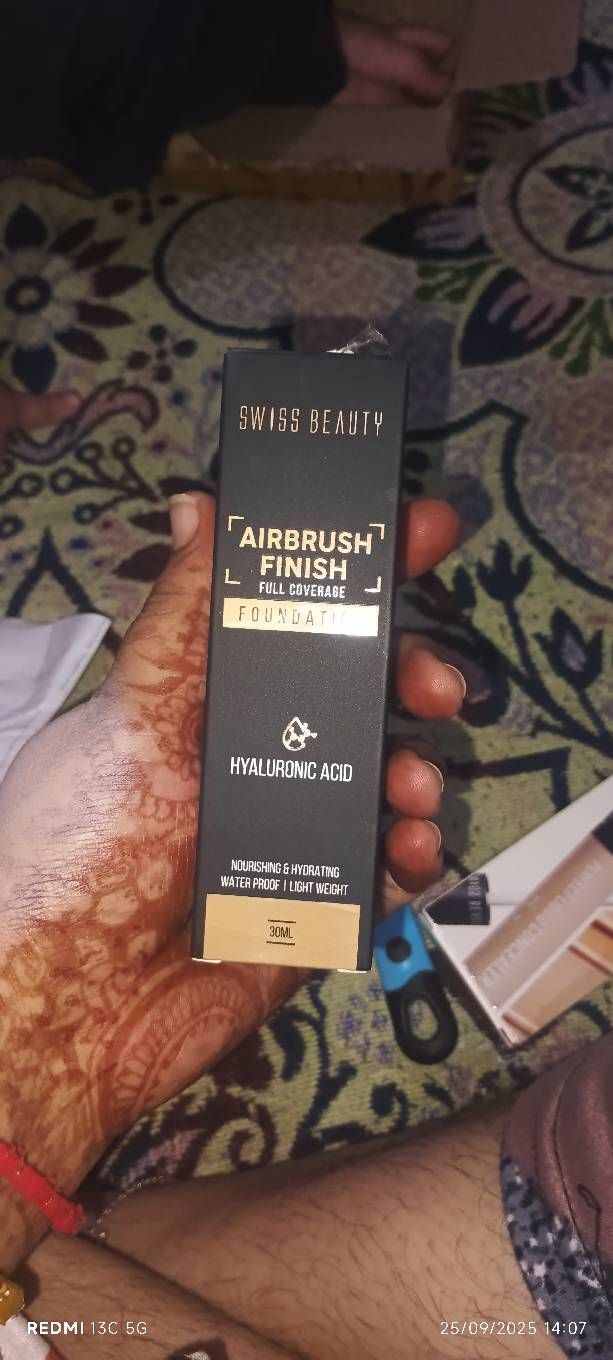 SWISS BEAUTY
AIRBRUSH
FINISH
FULL COVERAGE
HYALURONIC ACID
NOURISHING & HYDRATING
WATER PROOF | LIGHT WEIGHT
30ML
REDMI 13C 5G
25/09/2025 14:07